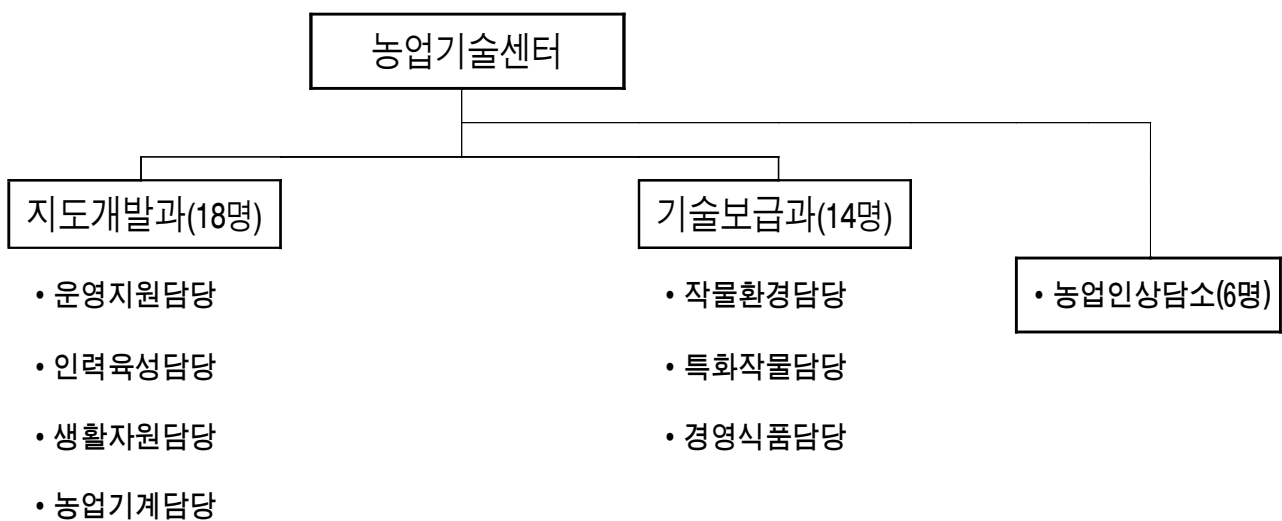 농업기술센터
지도개발과(18명)
• 운영지원담당
• 인력육성담당
• 생활자원담당
• 농업기계담당
기술보급과(14명)
• 작물환경담당
• 특화작물담당
• 경영식품담당
• 농업인상담소(6명)